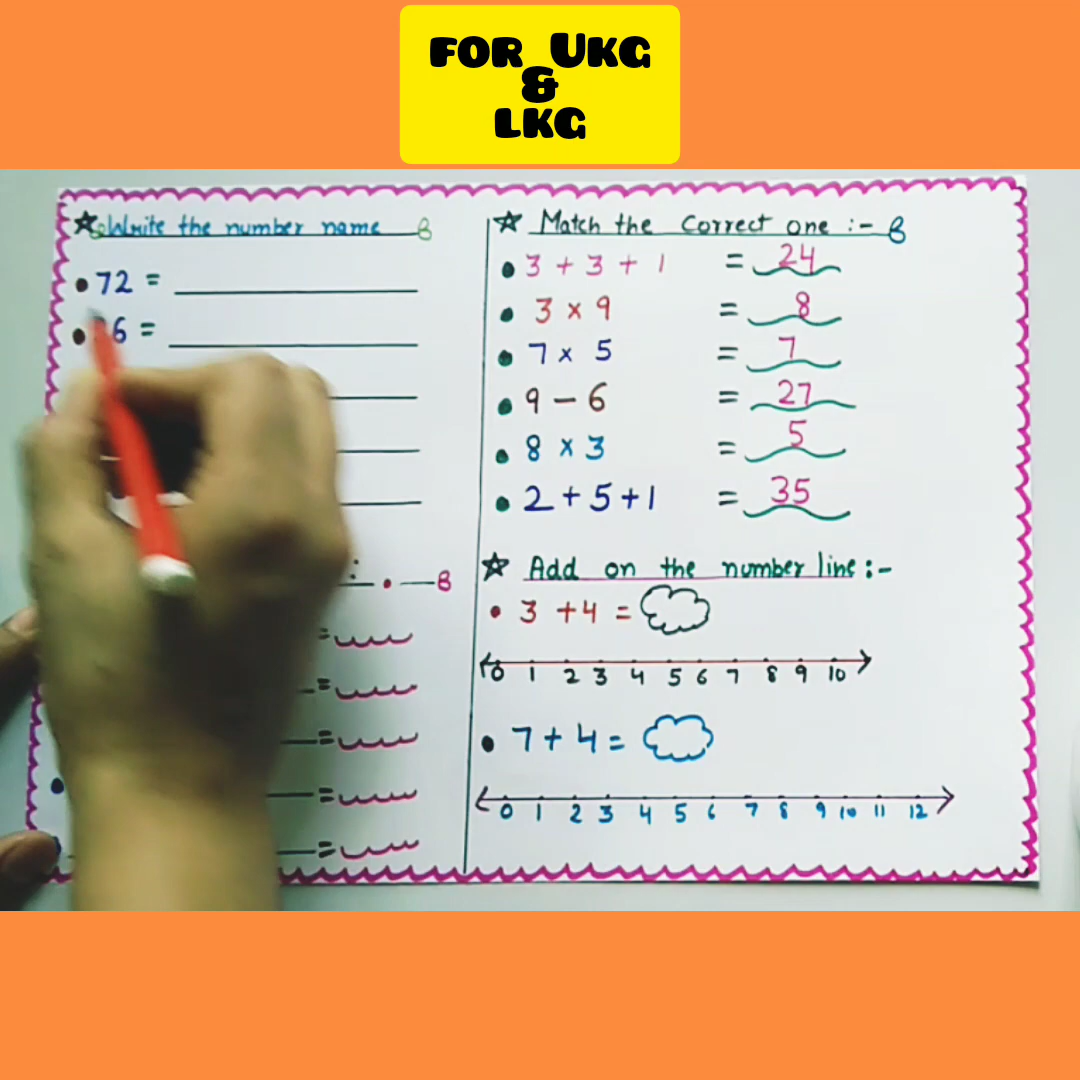 FOR UKG
&
LKG
Write the number name
72 =
6 =
=
=
=
=
=
Match the Correct one :-
3 + 3 + 1 = 24
3 × 9 = 8
7 × 5 = 7
9 – 6 = 27
8 × 3 = 5
2 + 5 + 1 = 35
Add on the number line :-
3 + 4 =
0 1 2 3 4 5 6 7 8 9 10
7 + 4 =
0 1 2 3 4 5 6 7 8 9 10 11 12